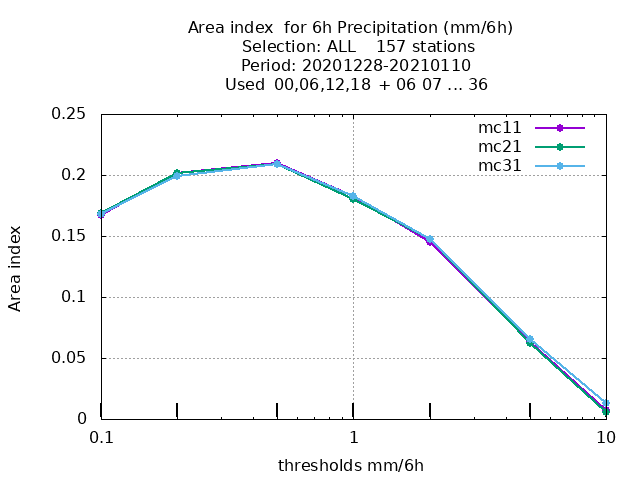 Area index  for 6h Precipitation (mm/6h)
Selection: ALL    157 stations
Period: 20201228-20210110
Used  00,06,12,18  + 06 07 ... 36
0.25
mc11
mc21
mc31
0.2
0.15
Area index
0.1
0.05
0
0.1
1
10
thresholds mm/6h